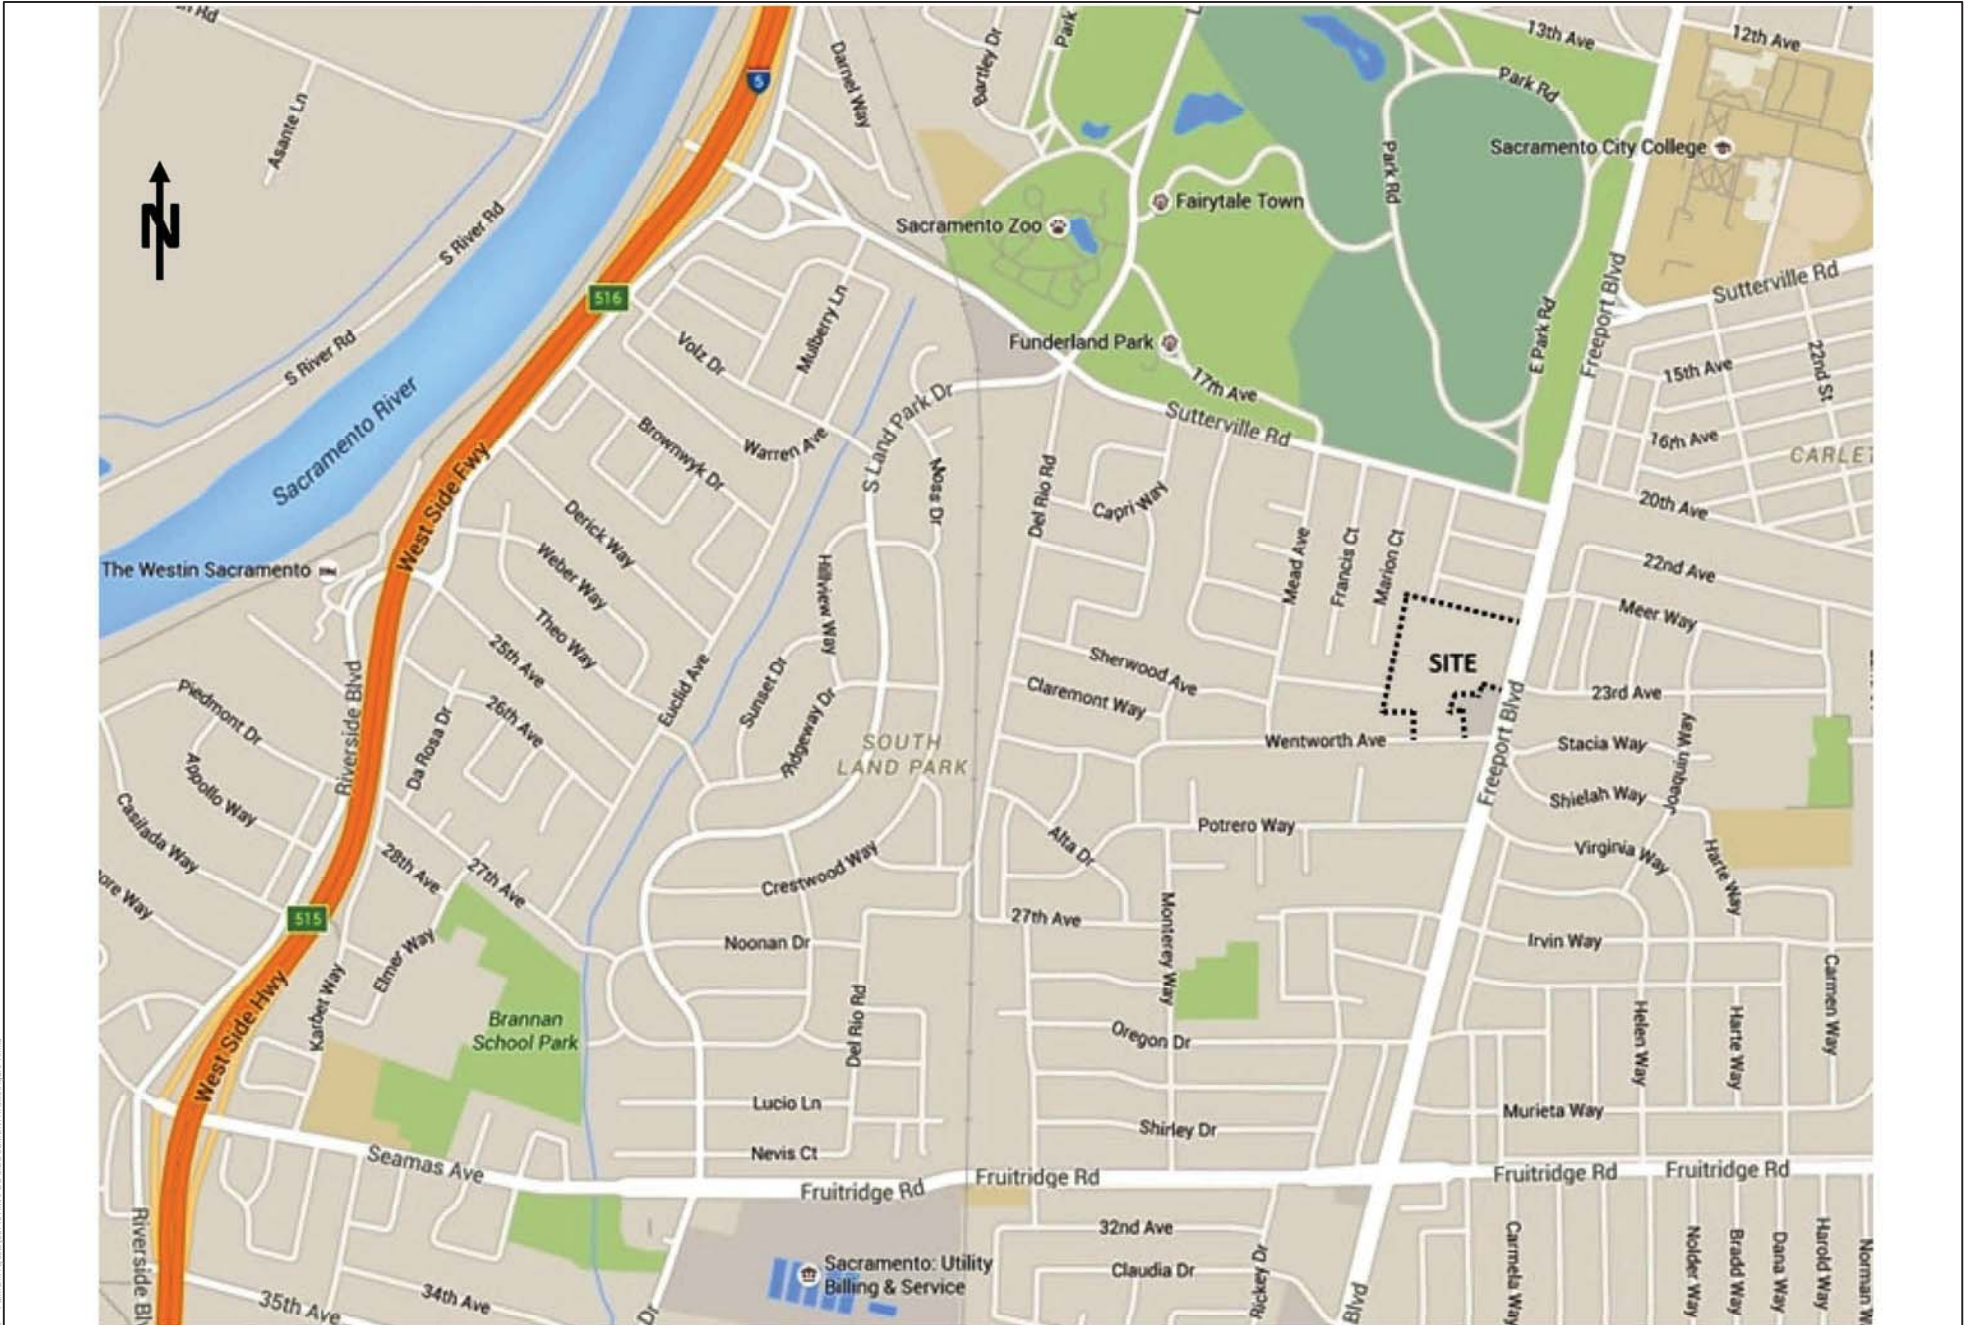 13th Ave
12th Ave
Park
Bartley Dr
Darnel Way
5
Park Rd
Asante Ln
Sacramento City College
Park Rd
N
S River Rd
Fairytale Town
Sacramento Zoo
Freeport Blvd
Sutterville Rd
516
Mulberry Ln
E Park Rd
S River Rd
Volz Dr
Funderland Park
22nd St
15th Ave
17th Ave
Sacramento River
S Land Park Dr
Sutterville Rd
Brownwyk Dr
Warren Ave
16th Ave
CARLET
West Side Fwy
Moss Dr
Del Rio Rd
Capri Way
20th Ave
Derick Way
The Westin Sacramento
Weber Way
Hillview Way
Mead Ave
Francis Ct
Marion Ct
22nd Ave
Meer Way
Theo Way
25th Ave
Sherwood Ave
SITE
Euclid Ave
Sunset Dr
Claremont Way
23rd Ave
Piedmont Dr
Riverside Blvd
26th Ave
Da Rosa Dr
Ridgeway Dr
SOUTH
LAND PARK
Wentworth Ave
Freeport Blvd
Stacia Way
Joaquin Way
Appollo Way
Shielah Way
Casilada Way
Potrero Way
Alta Dr
Virginia Way
Harte Way
28th Ave
27th Ave
Crestwood Way
ore Way
515
27th Ave
Monterey Way
Noonan Dr
Irvin Way
Elmer Way
Karbet Way
West Side Hwy
Brannan
School Park
Del Rio Rd
Oregon Dr
Helen Way
Harte Way
Carmen Way
Lucio Ln
Murieta Way
Shirley Dr
Nevis Ct
Seamas Ave
Fruitridge Rd
Fruitridge Rd
Fruitridge Rd
Fruitridge Rd
Riverside Bl
32nd Ave
Rickey Dr
Carmela Way
Nolder Way
Bradd Way
Dana Way
Harold Way
Norman W
Sacramento: Utility
Billing & Service
Claudia Dr
35th Ave
34th Ave
Dr
Blvd